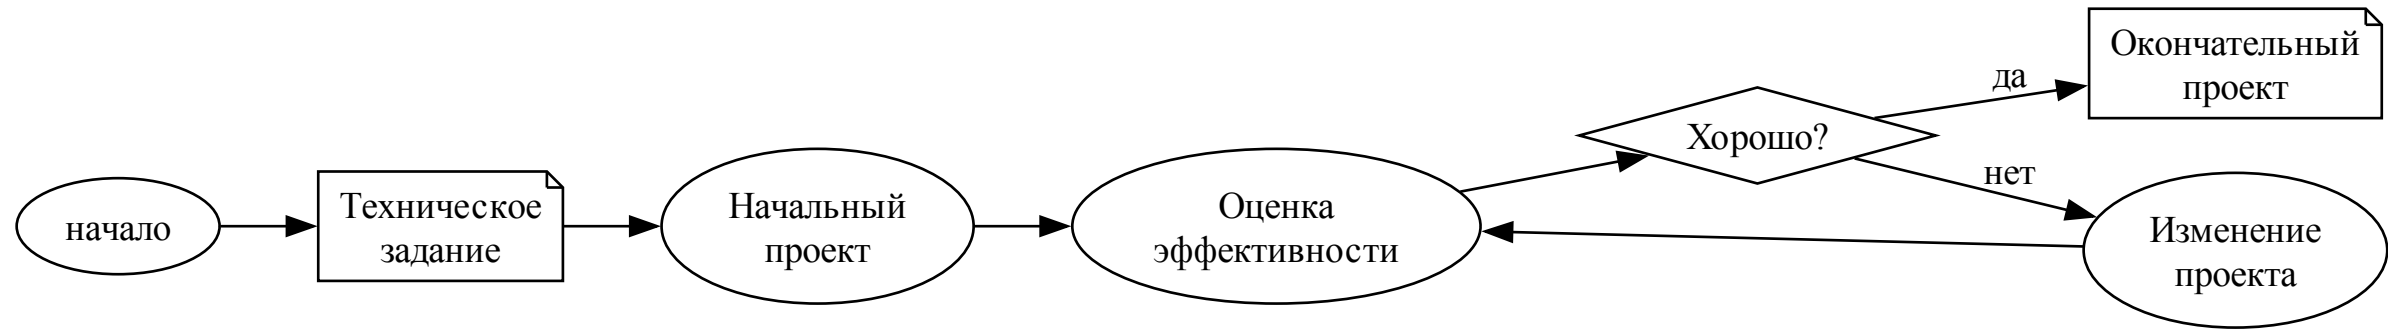 начало
Техническое
задание
Начальный
проект
Оценка
эффективности
Хорошо?
да
нет
Окончательный
проект
Изменение
проекта